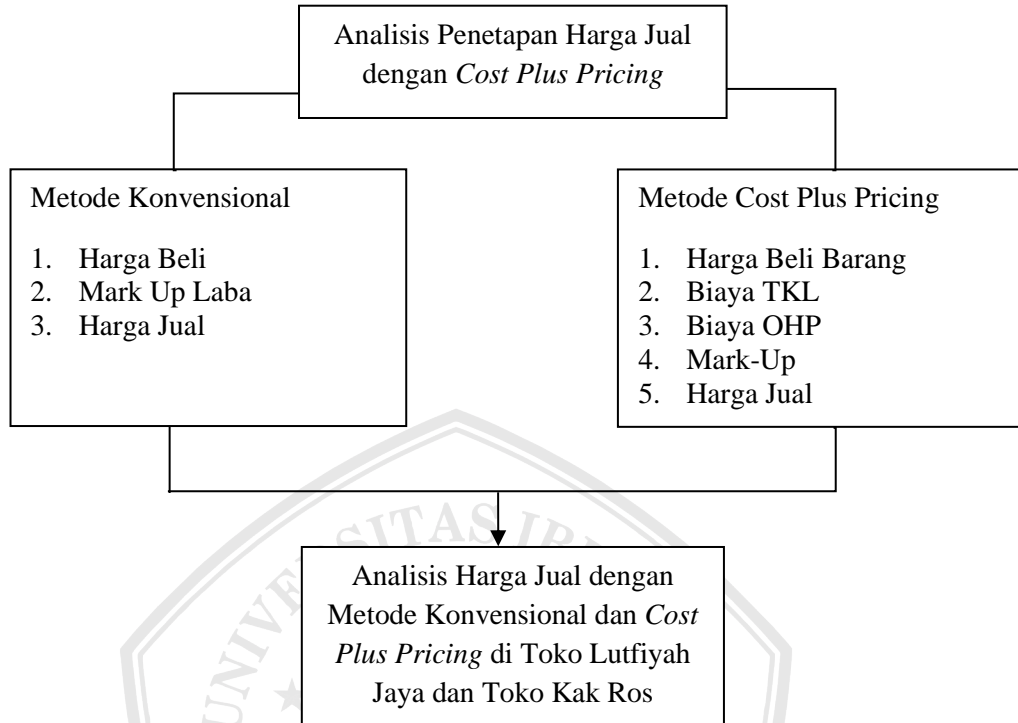 Analisis Penetapan Harga Jual
dengan Cost Plus Pricing
Metode Konvensional
1. Harga Beli
2. Mark Up Laba
3. Harga Jual
Metode Cost Plus Pricing
1. Harga Beli Barang
2. Biaya TKL
3. Biaya OHP
4. Mark-Up
5. Harga Jual
Analisis Harga Jual dengan
Metode Konvensional dan Cost
Plus Pricing di Toko Lutfiyah
Jaya dan Toko Kak Ros